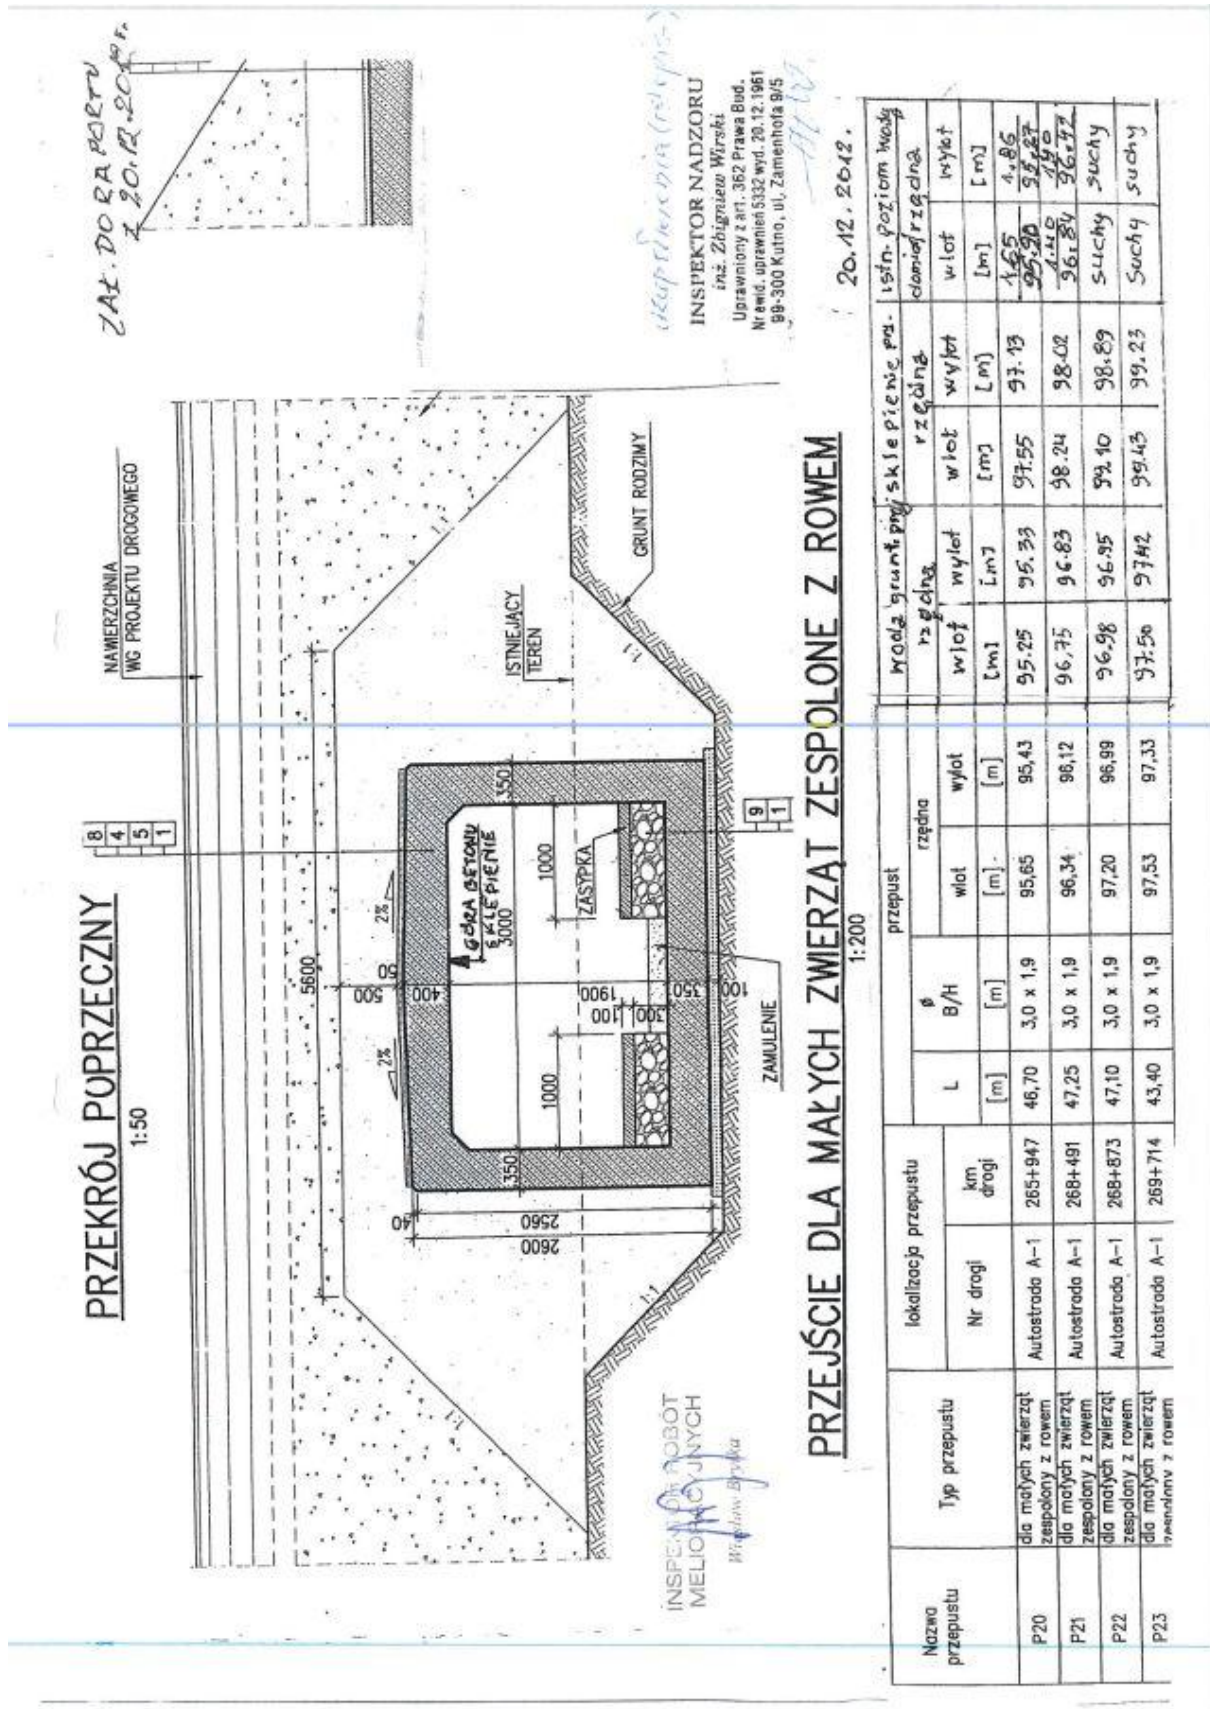 ZAŁ. DO RAPORTU
Z 20.12.2012 r.
PRZEKRÓJ POPRZECZNY
1:50
NAWIERZCHNIA
WG PROJEKTU DROGOWEGO
8
4
5
1
5600
2%
2%
50
500
400
1:1
1:1
GÓRA BETONU
SKLEPIENIE
3000
350
350
1000
1000
ZASYPKA
1900
100
300
350
100
40
2560
2600
ISTNIEJĄCY
TEREN
GRUNT RODZIMY
1:1
1:1
9
1
ZAMULENIE
INSPEKTOR NADZORU
inż. Zbigniew Wirski
Uprawniony z art. 362 Prawa Bud.
Nr ewid. uprawnień 5332 wyd. 20.12.1961
99-300 Kutno, ul. Zamenhofa 9/5
INSPEKTOR ROBÓT
MELIORACYJNYCH
PRZEJŚCIE DLA MAŁYCH ZWIERZĄT ZESPOLONE Z ROWEM
1:200
20.12.2012.
Nazwa przepustu | Typ przepustu | lokalizacja przepustu | przepust | woda grunt. proj | sklepienie prz. | istn. poziom wody
Nr drogi | km drogi | L | ø B/H | rzędna | rzędna | rzędna
wlot | wylot | wlot | wylot | wlot | wylot | wlot | wylot
[m] | [m] | [m] | [m] | [m] | [m] | [m] | [m] | [m] | [m]
P20 | dla małych zwierząt zespolony z rowem | Autostrada A-1 | 265+947 | 46,70 | 3,0 x 1,9 | 95,65 | 95,43 | 95.25 | 95.33 | 97.55 | 97.13 | 1.65 95.90 | 1.86 95.27
P21 | dla małych zwierząt zespolony z rowem | Autostrada A-1 | 268+491 | 47,25 | 3,0 x 1,9 | 96,34 | 96,12 | 96,75 | 96.83 | 98.24 | 98.02 | 1.40 96.84 | 1.40 96.42
P22 | dla małych zwierząt zespolony z rowem | Autostrada A-1 | 268+873 | 47,10 | 3,0 x 1,9 | 97,20 | 96,99 | 96.98 | 96.95 | 99.10 | 98.89 | suchy | suchy
P23 | dla małych zwierząt zespolony z rowem | Autostrada A-1 | 269+714 | 43,40 | 3,0 x 1,9 | 97,53 | 97,33 | 97.50 | 97.42 | 99.43 | 99.23 | suchy | suchy